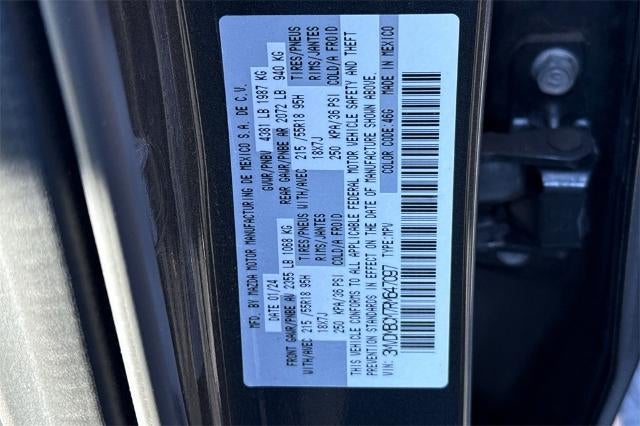 MFD. BY MAZDA MOTOR MANUFACTURING DE MEXICO S.A. DE C.V.
DATE 01/24 GVWR/PNBV 4381 LB 1987 KG
FRONT GAWR/PNBE AV 2355 LB 1068 KG REAR GAWR/PNBE AR 2072 LB 940 KG
WITH/AVEC 215/55R18 95H TIRES/PNEUS WITH/AVEC 215/55R18 95H TIRES/PNEUS
18X7J RIMS/JANTES 18X7J RIMS/JANTES
250 KPA/36 PSI COLD/A FROID 250 KPA/36 PSI COLD/A FROID
THIS VEHICLE CONFORMS TO ALL APPLICABLE FEDERAL MOTOR VEHICLE SAFETY AND THEFT
PREVENTION STANDARDS IN EFFECT ON THE DATE OF MANUFACTURE SHOWN ABOVE.
VIN: TYPE: MPV COLOR CODE: 46G MADE IN MEXICO